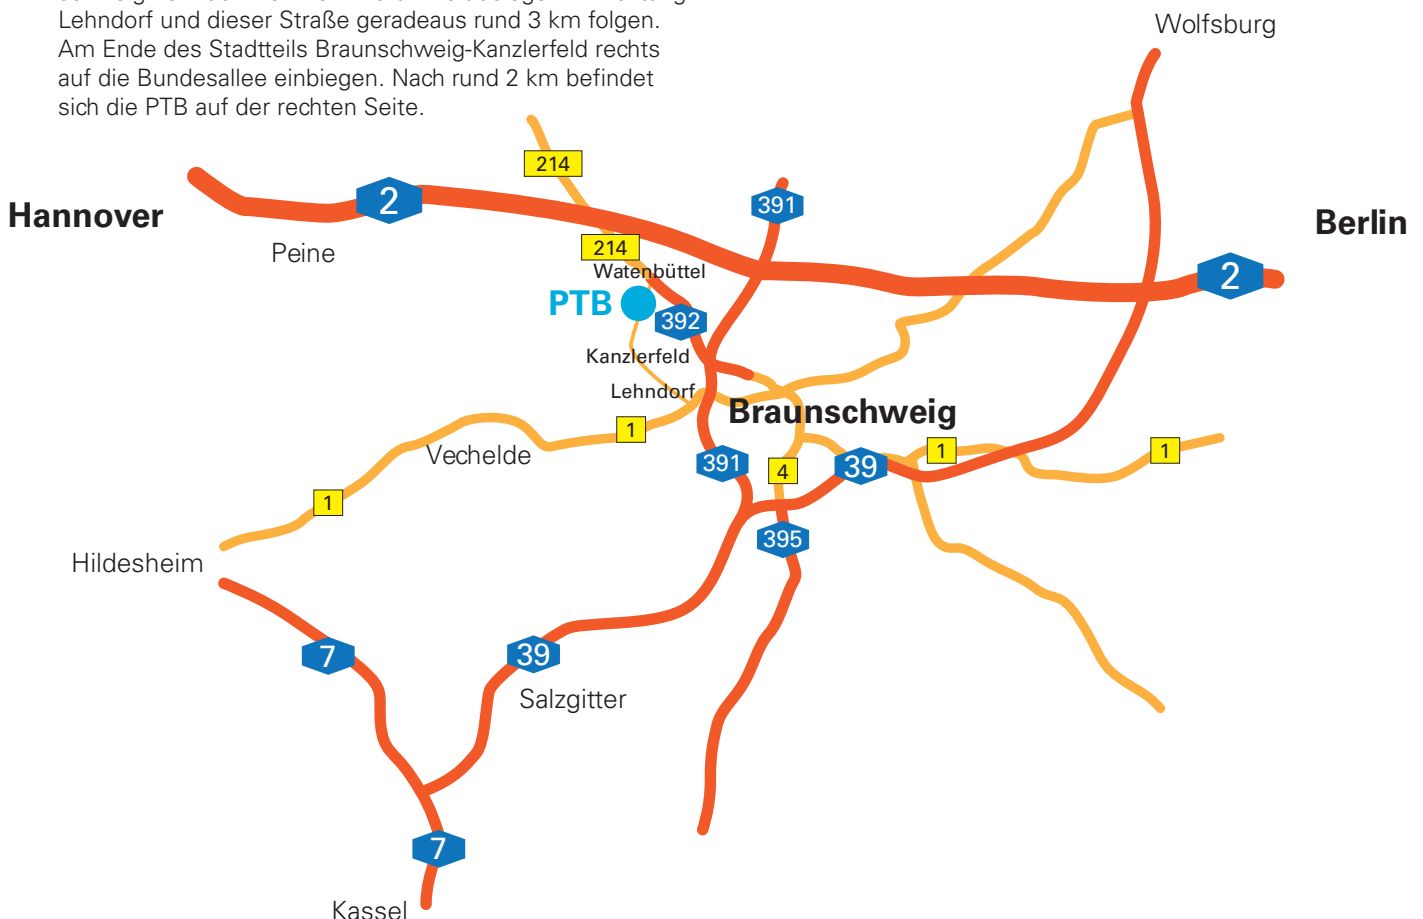 Lehndorf und dieser Straße geradeaus rund 3 km folgen.
Am Ende des Stadtteils Braunschweig-Kanzlerfeld rechts
auf die Bundesallee einbiegen. Nach rund 2 km befindet
sich die PTB auf der rechten Seite.
Wolfsburg
214
2
391
Hannover
Berlin
214
Peine
Watenbüttel
2
PTB
392
Kanzlerfeld
Lehndorf
Braunschweig
1
Vechelde
391
4
39
1
1
1
395
Hildesheim
7
39
Salzgitter
7
Kassel